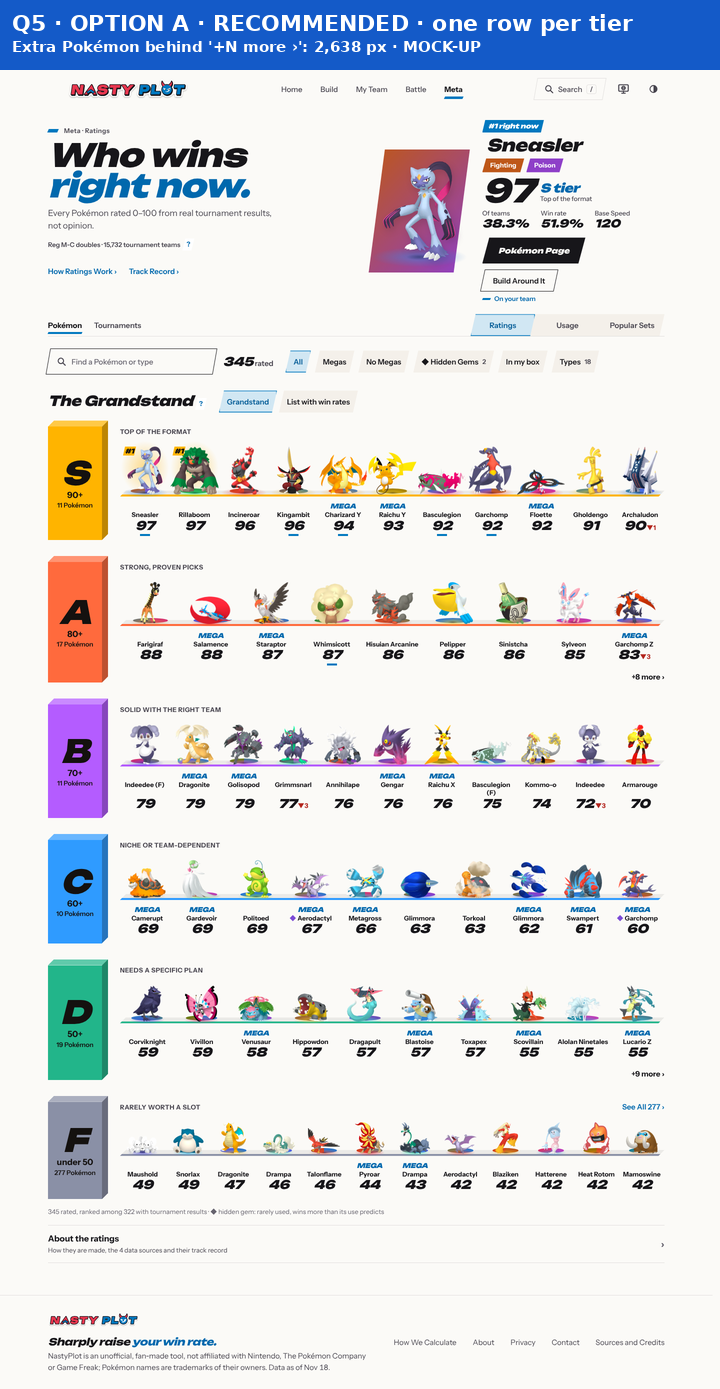 Q5 · OPTION A · RECOMMENDED · one row per tier
Extra Pokémon behind '+N more ›': 2,638 px · MOCK-UP
NASTY PLOT
Home Build My Team Battle Meta
Search /
Meta · Ratings
Who wins
right now.
Every Pokémon rated 0–100 from real tournament results,
not opinion.
Reg M-C doubles · 15,732 tournament teams ?
How Ratings Work › Track Record ›
#1 right now
Sneasler
Fighting Poison
97 S tier
Top of the format
Of teams Win rate Base Speed
38.3% 51.9% 120
Pokémon Page
Build Around It
On your team
Pokémon Tournaments
Ratings Usage Popular Sets
Find a Pokémon or type
345 rated
All Megas No Megas ◆ Hidden Gems 2 In my box Types 18
The Grandstand ?
Grandstand List with win rates
S
90+
11 Pokémon
TOP OF THE FORMAT
#1 #1
MEGA MEGA MEGA
Sneasler Rillaboom Incineroar Kingambit Charizard Y Raichu Y Basculegion Garchomp Floette Gholdengo Archaludon
97 97 96 96 94 93 92 92 92 91 90 ▼1
A
80+
17 Pokémon
STRONG, PROVEN PICKS
MEGA MEGA MEGA
Farigiraf Salamence Staraptor Whimsicott Hisuian Arcanine Pelipper Sinistcha Sylveon Garchomp Z
88 88 87 87 86 86 86 85 83 ▼3
+8 more ›
B
70+
11 Pokémon
SOLID WITH THE RIGHT TEAM
MEGA MEGA MEGA MEGA
Indeedee (F) Dragonite Golisopod Grimmsnarl Annihilape Gengar Raichu X Basculegion (F) Kommo-o Indeedee Armarouge
79 79 79 77 ▼3 76 76 76 75 74 72 ▼3 70
C
60+
10 Pokémon
NICHE OR TEAM-DEPENDENT
MEGA MEGA MEGA MEGA MEGA MEGA MEGA
Camerupt Gardevoir Politoed ◆ Aerodactyl Metagross Glimmora Torkoal Glimmora Swampert ◆ Garchomp
69 69 69 67 66 63 63 62 61 60
D
50+
19 Pokémon
NEEDS A SPECIFIC PLAN
MEGA MEGA MEGA MEGA
Corviknight Vivillon Venusaur Hippowdon Dragapult Blastoise Toxapex Scovillain Alolan Ninetales Lucario Z
59 59 58 57 57 57 57 55 55 55
+9 more ›
F
under 50
277 Pokémon
RARELY WORTH A SLOT
See All 277 ›
MEGA MEGA
Maushold Snorlax Dragonite Drampa Talonflame Pyroar Drampa Aerodactyl Blaziken Hatterene Heat Rotom Mamoswine
49 49 47 46 46 44 43 42 42 42 42 42
345 rated, ranked among 322 with tournament results · ◆ hidden gem: rarely used, wins more than its use predicts
About the ratings
How they are made, the 4 data sources and their track record
›
NASTY PLOT
Sharply raise your win rate.
NastyPlot is an unofficial, fan-made tool, not affiliated with Nintendo, The Pokémon Company
or Game Freak; Pokémon names are trademarks of their owners. Data as of Nov 18.
How We Calculate About Privacy Contact Sources and Credits